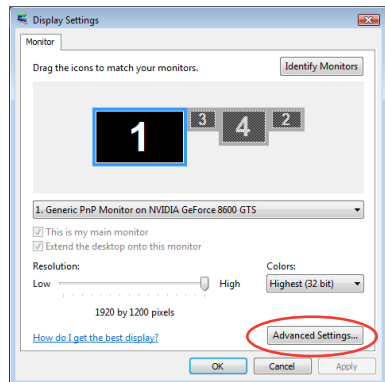 Display Settings
Monitor
Drag the icons to match your monitors.
Identify Monitors
1
3
4
2
1. Generic PnP Monitor on NVIDIA GeForce 8600 GTS
This is my main monitor
Extend the desktop onto this monitor
Resolution:
Colors:
Low
High
Highest (32 bit)
1920 by 1200 pixels
How do I get the best display?
Advanced Settings...
OK
Cancel
Apply